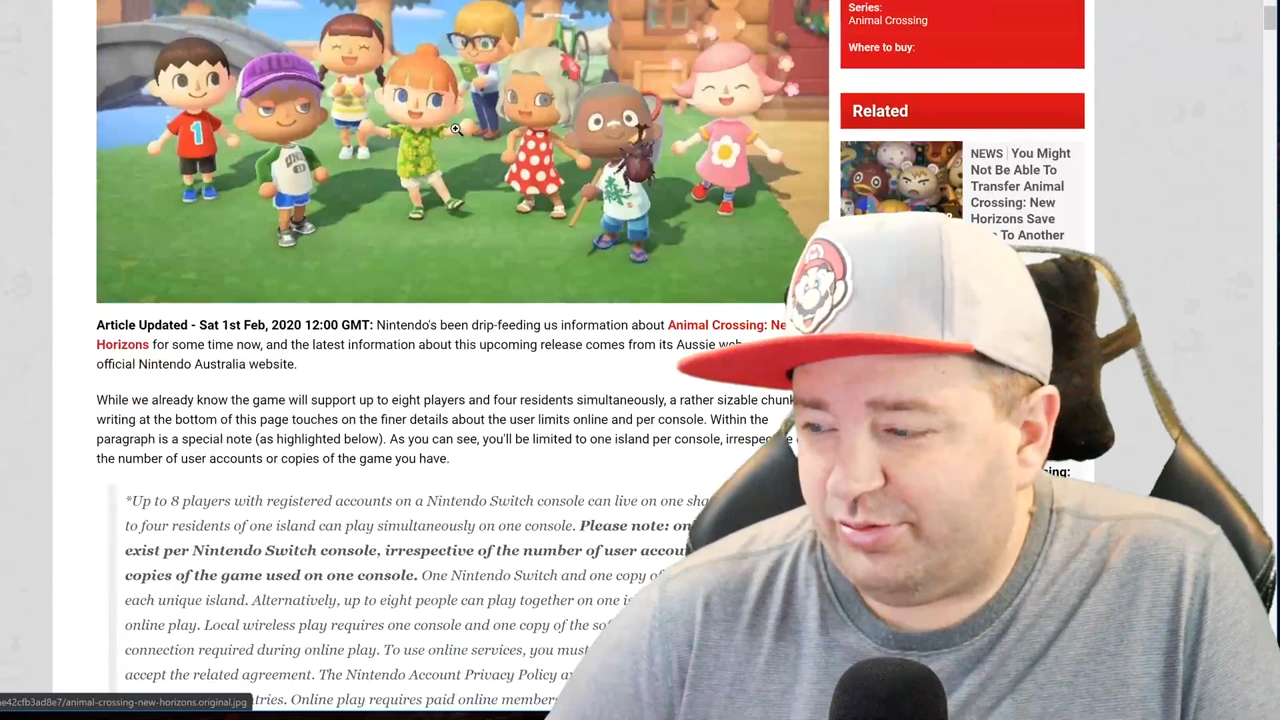 Series:
Animal Crossing
Where to buy:
Related
NEWS | You Might
Not Be Able To
Transfer Animal
Crossing: New
Horizons Save
To Another
1
Article Updated - Sat 1st Feb, 2020 12:00 GMT: Nintendo's been drip-feeding us information about Animal Crossing:
Horizons for some time now, and the latest information about this upcoming release comes from its Aussie
official Nintendo Australia website.
While we already know the game will support up to eight players and four residents simultaneously, a rather sizable chunk
writing at the bottom of this page touches on the finer details about the user limits online and per console. Within the
paragraph is a special note (as highlighted below). As you can see, you'll be limited to one island per console,
the number of user accounts or copies of the game you have.
*Up to 8 players with registered accounts on a Nintendo Switch console can live on one
to four residents of one island can play simultaneously on one console. Please note:
exist per Nintendo Switch console, irrespective of the number of user
copies of the game used on one console. One Nintendo Switch and one copy of
each unique island. Alternatively, up to eight people can play together on one
online play. Local wireless play requires one console and one copy of the
connection required during online play. To use online services, you must
accept the related agreement. The Nintendo Account Privacy Policy
Online play requires paid online
e42cfb3ad8e7/animal-crossing-new-horizons.original.jpg